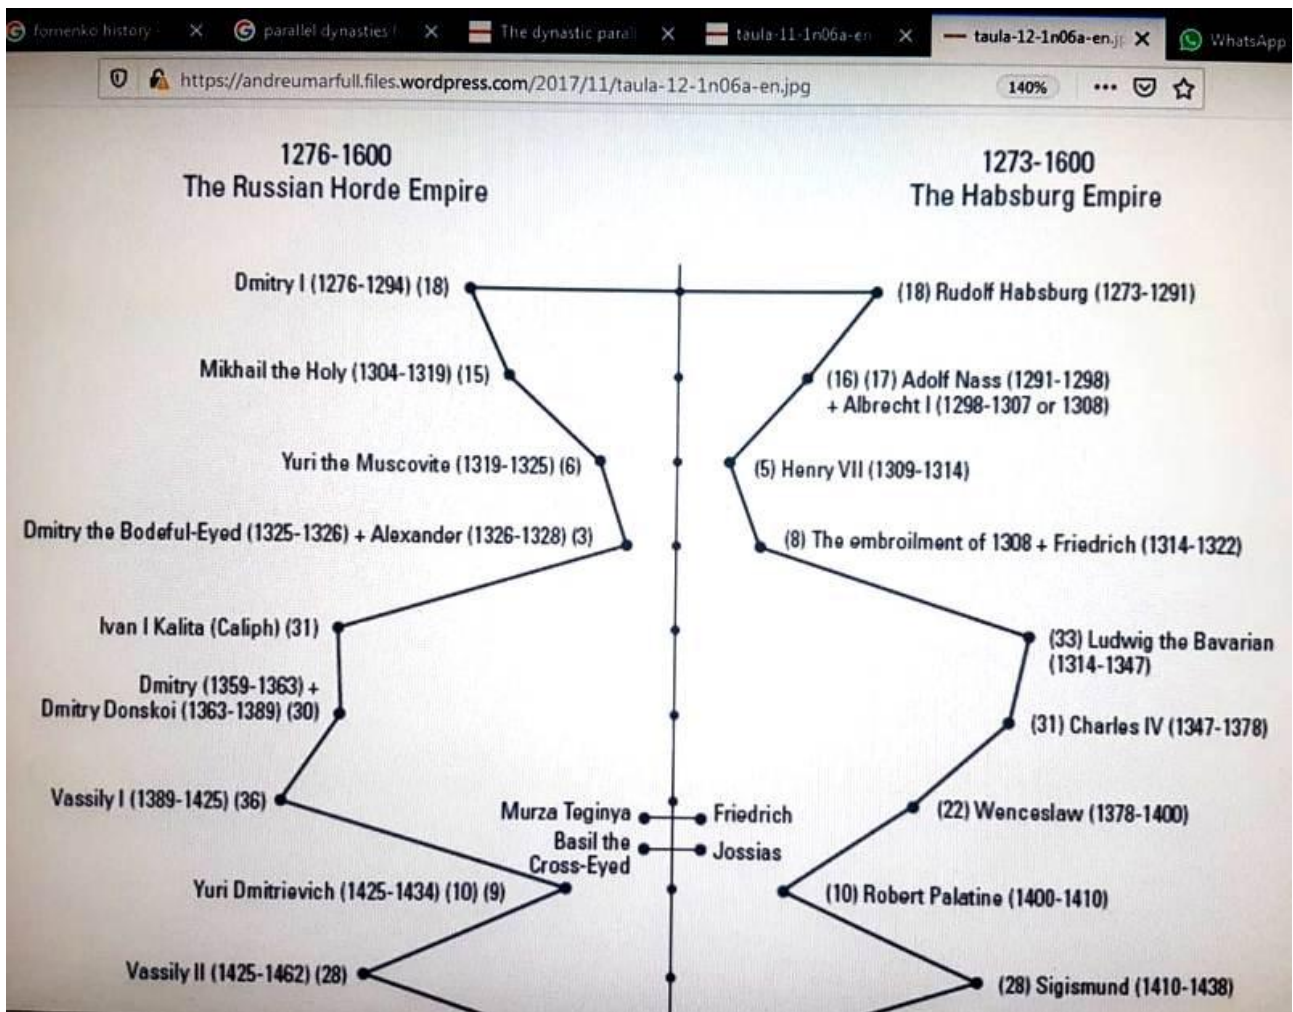 fomenko history
parallel dynasties
The dynastic paral
taula-11-1n06a-en
taula-12-1n06a-en.j
WhatsApp
https://andreumarfull.files.wordpress.com/2017/11/taula-12-1n06a-en.jpg
140%
1276-1600
The Russian Horde Empire
1273-1600
The Habsburg Empire
Dmitry I (1276-1294) (18)
(18) Rudolf Habsburg (1273-1291)
Mikhail the Holy (1304-1319) (15)
(16) (17) Adolf Nass (1291-1298)
+ Albrecht I (1298-1307 or 1308)
Yuri the Muscovite (1319-1325) (6)
(5) Henry VII (1309-1314)
Dmitry the Bodeful-Eyed (1325-1326) + Alexander (1326-1328) (3)
(8) The embroilment of 1308 + Friedrich (1314-1322)
Ivan I Kalita (Caliph) (31)
(33) Ludwig the Bavarian
(1314-1347)
Dmitry (1359-1363) +
Dmitry Donskoi (1363-1389) (30)
(31) Charles IV (1347-1378)
Vassily I (1389-1425) (36)
(22) Wenceslaw (1378-1400)
Murza Teginya
Friedrich
Basil the
Cross-Eyed
Jossias
Yuri Dmitrievich (1425-1434) (10) (9)
(10) Robert Palatine (1400-1410)
Vassily II (1425-1462) (28)
(28) Sigismund (1410-1438)